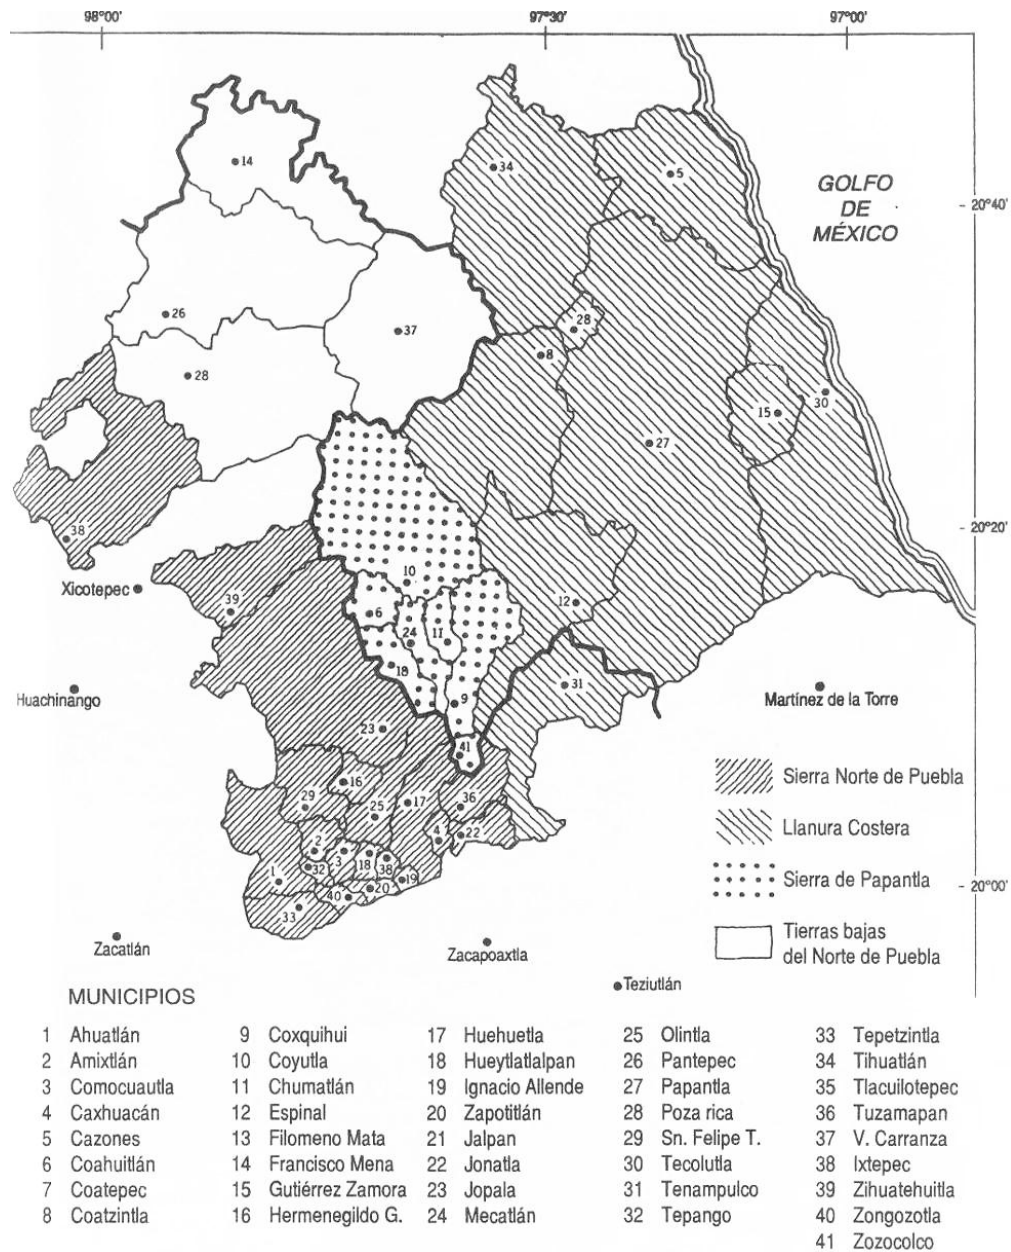 98°00' 97°30' 97°00'
14
34
5
GOLFO
DE
MÉXICO
20°40'
26
37
28
8
28
30
15
27
38
20°20'
10
Xicotepec
39
6
12
24
11
18
31
Huachinango
9
Martínez de la Torre
23
41
16
Sierra Norte de Puebla
29
17
36
25
Llanura Costera
4
22
2
3
18
38
32
1
19
20
Sierra de Papantla
20°00'
40
33
Tierras bajas
del Norte de Puebla
Zacatlán
Zacapoaxtla
Teziutlán
MUNICIPIOS
1 Ahuatlán 9 Coxquihui 17 Huehuetla 25 Olintla 33 Tepetzintla
2 Amixtlán 10 Coyutla 18 Hueytlatlalpan 26 Pantepec 34 Tihuatlán
3 Comocuautla 11 Chumatlán 19 Ignacio Allende 27 Papantla 35 Tlacuilotepec
4 Caxhuacán 12 Espinal 20 Zapotitlán 28 Poza rica 36 Tuzamapan
5 Cazones 13 Filomeno Mata 21 Jalpan 29 Sn. Felipe T. 37 V. Carranza
6 Coahuitlán 14 Francisco Mena 22 Jonatla 30 Tecolutla 38 Ixtepec
7 Coatepec 15 Gutiérrez Zamora 23 Jopala 31 Tenampulco 39 Zihuatehuitla
8 Coatzintla 16 Hermenegildo G. 24 Mecatlán 32 Tepango 40 Zongozotla
41 Zozocolco